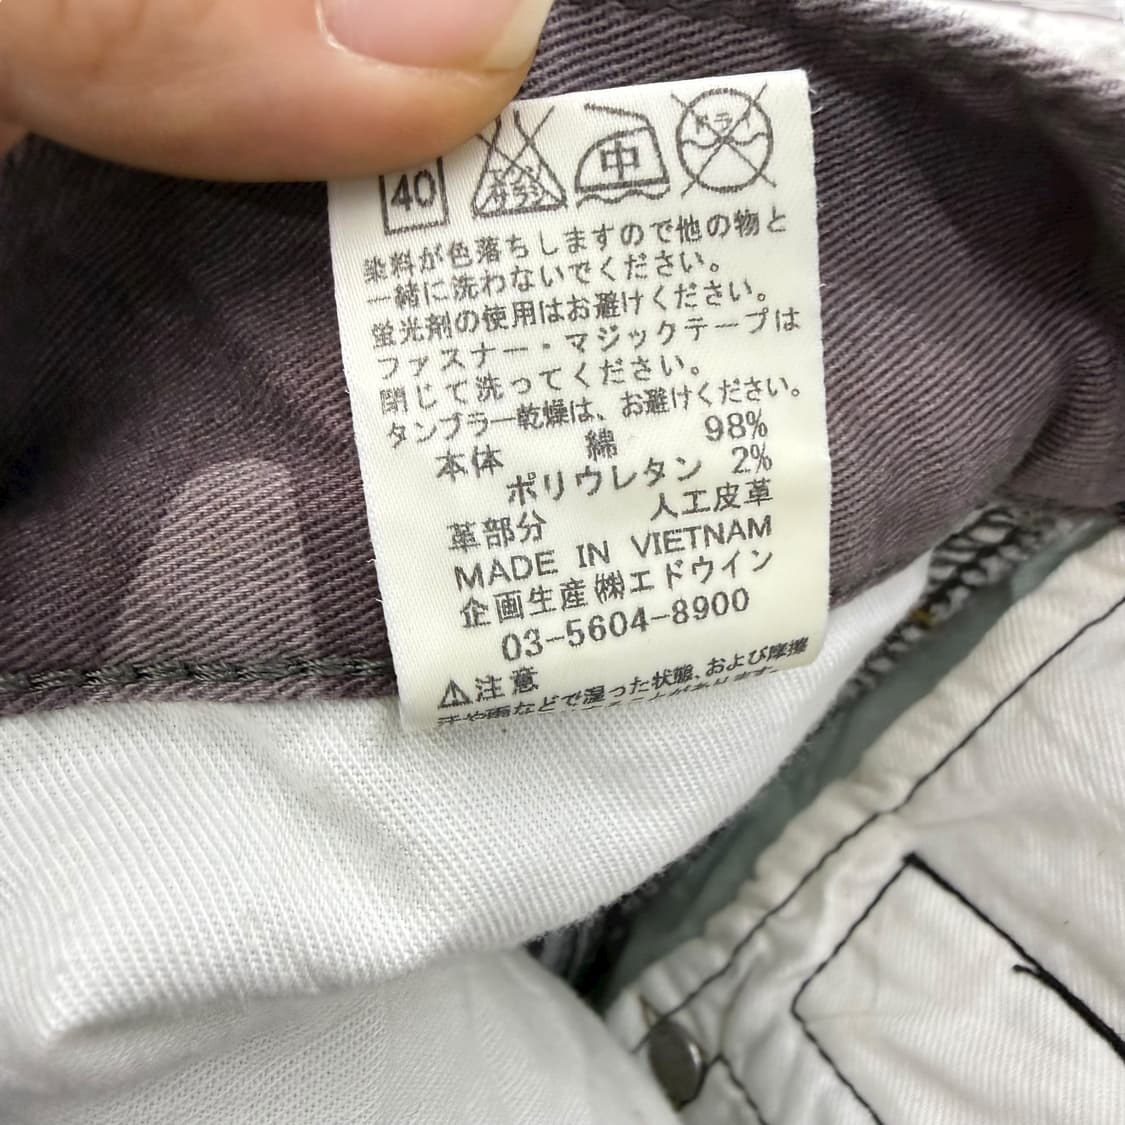 40 エンソ サラシ 中 ドライ
染料が色落ちしますので他の物と
一緒に洗わないでください。
蛍光剤の使用はお避けください。
ファスナー・マジックテープは
閉じて洗ってください。
タンブラー乾燥は、お避けください。
本体 綿 98%
ポリウレタン 2%
革部分 人工皮革
MADE IN VIETNAM
企画生産㈱エドウイン
03-5604-8900
⚠注意
汗や雨などで湿った状態、および摩擦